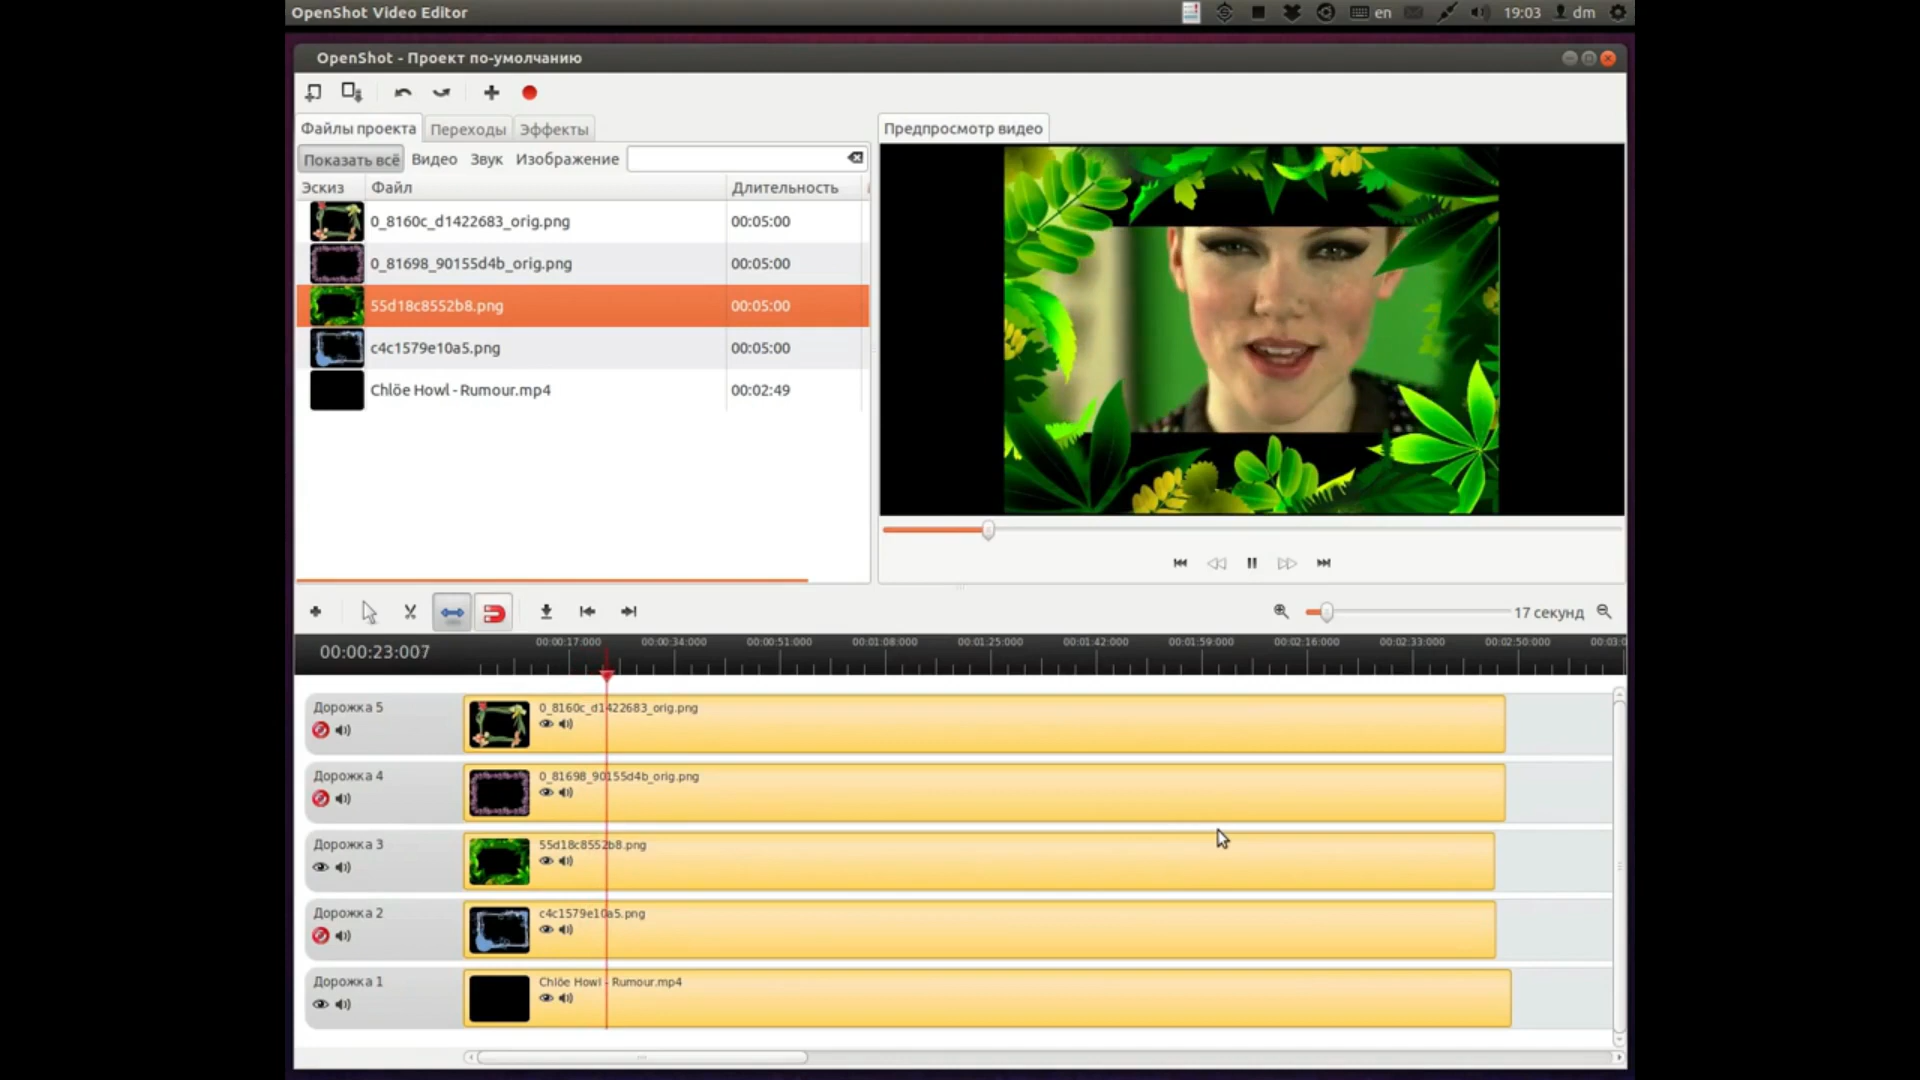 OpenShot Video Editor
en
19:03
dm
OpenShot - Проект по-умолчанию
Файлы проекта
Переходы
Эффекты
Предпросмотр видео
Показать всё
Видео
Звук
Изображение
Эскиз
Файл
Длительность
0_8160c_d1422683_orig.png
00:05:00
0_81698_90155d4b_orig.png
00:05:00
55d18c8552b8.png
00:05:00
c4c1579e10a5.png
00:05:00
Chlöe Howl - Rumour.mp4
00:02:49
17 секунд
00:00:23:007
00:00:17:000
00:00:34:000
00:00:51:000
00:01:08:000
00:01:25:000
00:01:42:000
00:01:59:000
00:02:16:000
00:02:33:000
00:02:50:000
00:03:0
Дорожка 5
0_8160c_d1422683_orig.png
Дорожка 4
0_81698_90155d4b_orig.png
Дорожка 3
55d18c8552b8.png
Дорожка 2
c4c1579e10a5.png
Дорожка 1
Chlöe Howl - Rumour.mp4